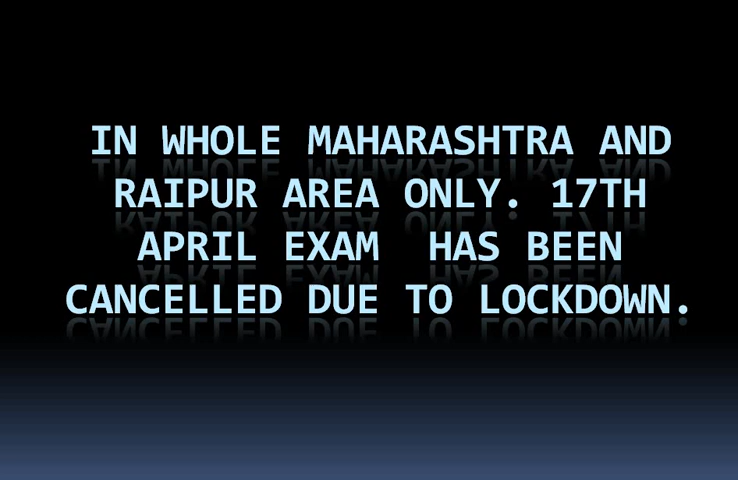 IN WHOLE MAHARASHTRA AND
RAIPUR AREA ONLY. 17TH
APRIL EXAM  HAS BEEN
CANCELLED DUE TO LOCKDOWN.